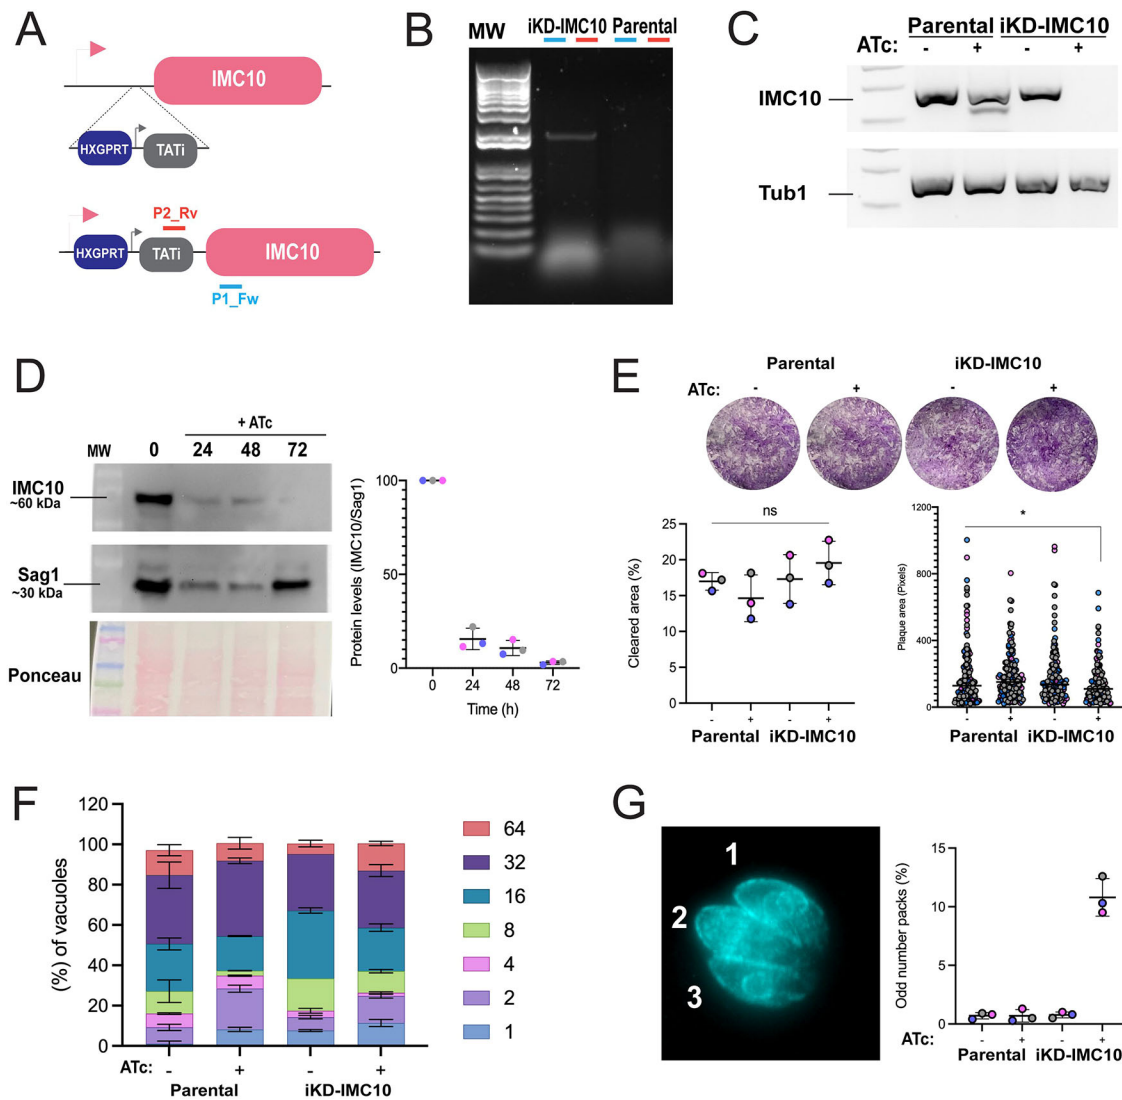 A
IMC10
HXGPRT
TATi
P2_Rv
HXGPRT
TATi
IMC10
P1_Fw
B
MW
iKD-IMC10
Parental
C
Parental
iKD-IMC10
ATc:
-
+
-
+
IMC10
Tub1
D
+ ATc
MW
0
24
48
72
IMC10
~60 kDa
Sag1
~30 kDa
Ponceau
Protein levels (IMC10/Sag1)
100
50
0
0
24
48
72
Time (h)
E
Parental
iKD-IMC10
ATc:
-
+
-
+
Cleared area (%)
25
20
15
10
5
0
ns
-
+
-
+
Parental
iKD-IMC10
Plaque area (Pixels)
1200
800
400
0
*
-
+
-
+
Parental
iKD-IMC10
F
(%) of vacuoles
120
100
80
60
40
20
0
ATc:
-
+
-
+
Parental
iKD-IMC10
64
32
16
8
4
2
1
G
1
2
3
Odd number packs (%)
15
10
5
0
ATc:
-
+
-
+
Parental
iKD-IMC10